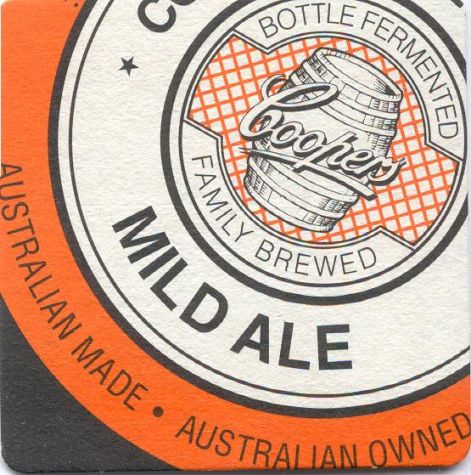 BOTTLE FERMENTED
Coopers
FAMILY BREWED
MILD ALE
AUSTRALIAN MADE • AUSTRALIAN OWNED